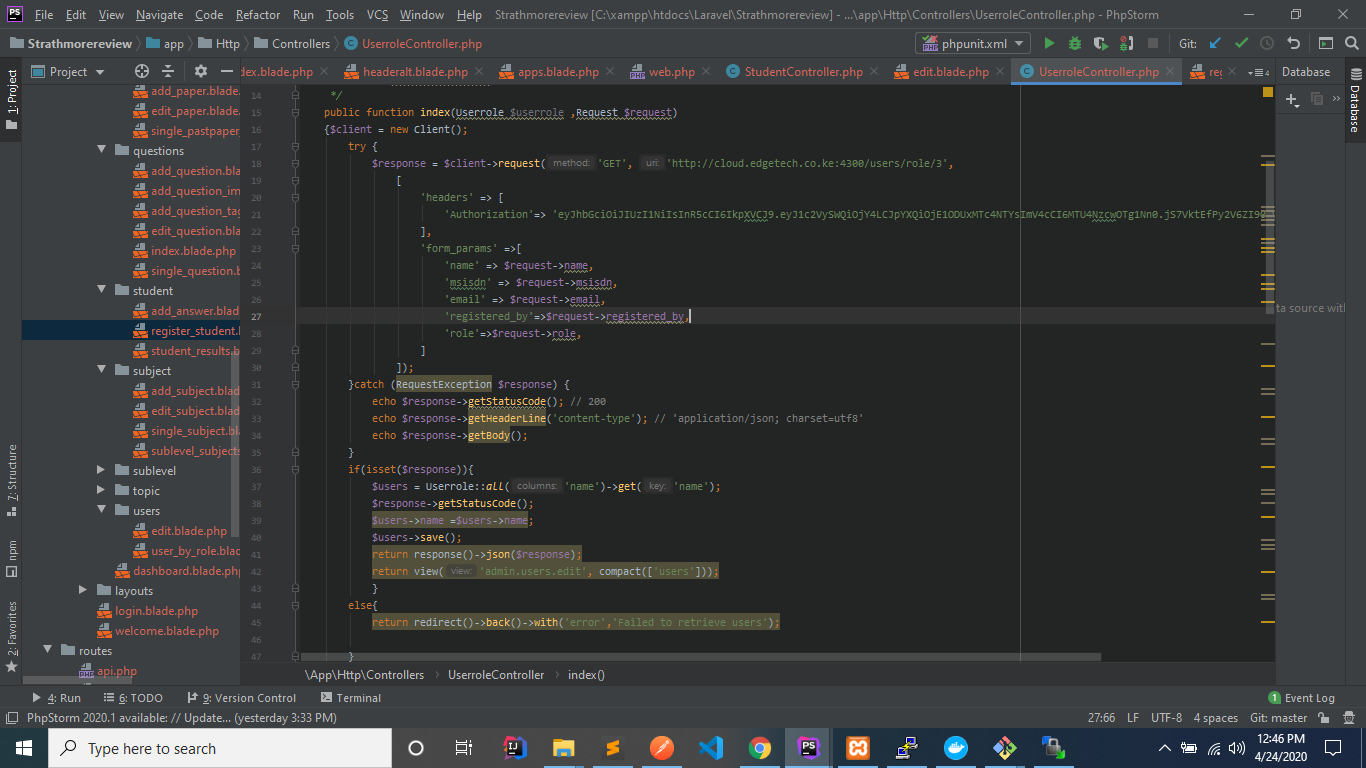 File Edit View Navigate Code Refactor Run Tools VCS Window Help Strathmorereview [C:\xampp\htdocs\Laravel\Strathmorereview] - ...\app\Http\Controllers\UserroleController.php - PhpStorm
Strathmorereview app Http Controllers UserroleController.php phpunit.xml Git:
Project dex.blade.php headeralt.blade.php apps.blade.php web.php StudentController.php edit.blade.php UserroleController.php 4 Database
1: Project
7: Structure
npm
2: Favorites
Database
add_paper.blade.
edit_paper.blade.
single_pastpaper
questions
add_question.bla
add_question_im
add_question_tag
edit_question.bla
index.blade.php
single_question.b
student
add_answer.blad
register_student.b
student_results.b
subject
add_subject.blad
edit_subject.blad
single_subject.bl
sublevel_subjects
sublevel
topic
users
edit.blade.php
user_by_role.blad
dashboard.blade.php
layouts
login.blade.php
welcome.blade.php
routes
api.php
14 */
15 public function index(Userrole $userrole ,Request $request)
16 {$client = new Client();
17 try {
18 $response = $client->request( method: 'GET', uri: 'http://cloud.edgetech.co.ke:4300/users/role/3',
19 [
20 'headers' => [
21 'Authorization'=> 
22 ],
23 'form_params' =>[
24 'name' => $request->name,
25 'msisdn' => $request->msisdn,
26 'email' => $request->email,
27 'registered_by'=>$request->registered_by,
28 'role'=>$request->role,
29 ]
30 ]);
31 }catch (RequestException $response) {
32 echo $response->getStatusCode(); // 200
33 echo $response->getHeaderLine('content-type'); // 'application/json; charset=utf8'
34 echo $response->getBody();
35 }
36 if(isset($response)){
37 $users = Userrole::all( columns: 'name')->get( key: 'name');
38 $response->getStatusCode();
39 $users->name =$users->name;
40 $users->save();
41 return response()->json($response);
42 return view( view: 'admin.users.edit', compact(['users']));
43 }
44 else{
45 return redirect()->back()->with('error','Failed to retrieve users');
46
47 }
ta source with
\App\Http\Controllers UserroleController index()
4: Run 6: TODO 9: Version Control Terminal 1 Event Log
PhpStorm 2020.1 available: // Update... (yesterday 3:33 PM) 27:66 LF UTF-8 4 spaces Git: master
Type here to search
12:46 PM
4/24/2020